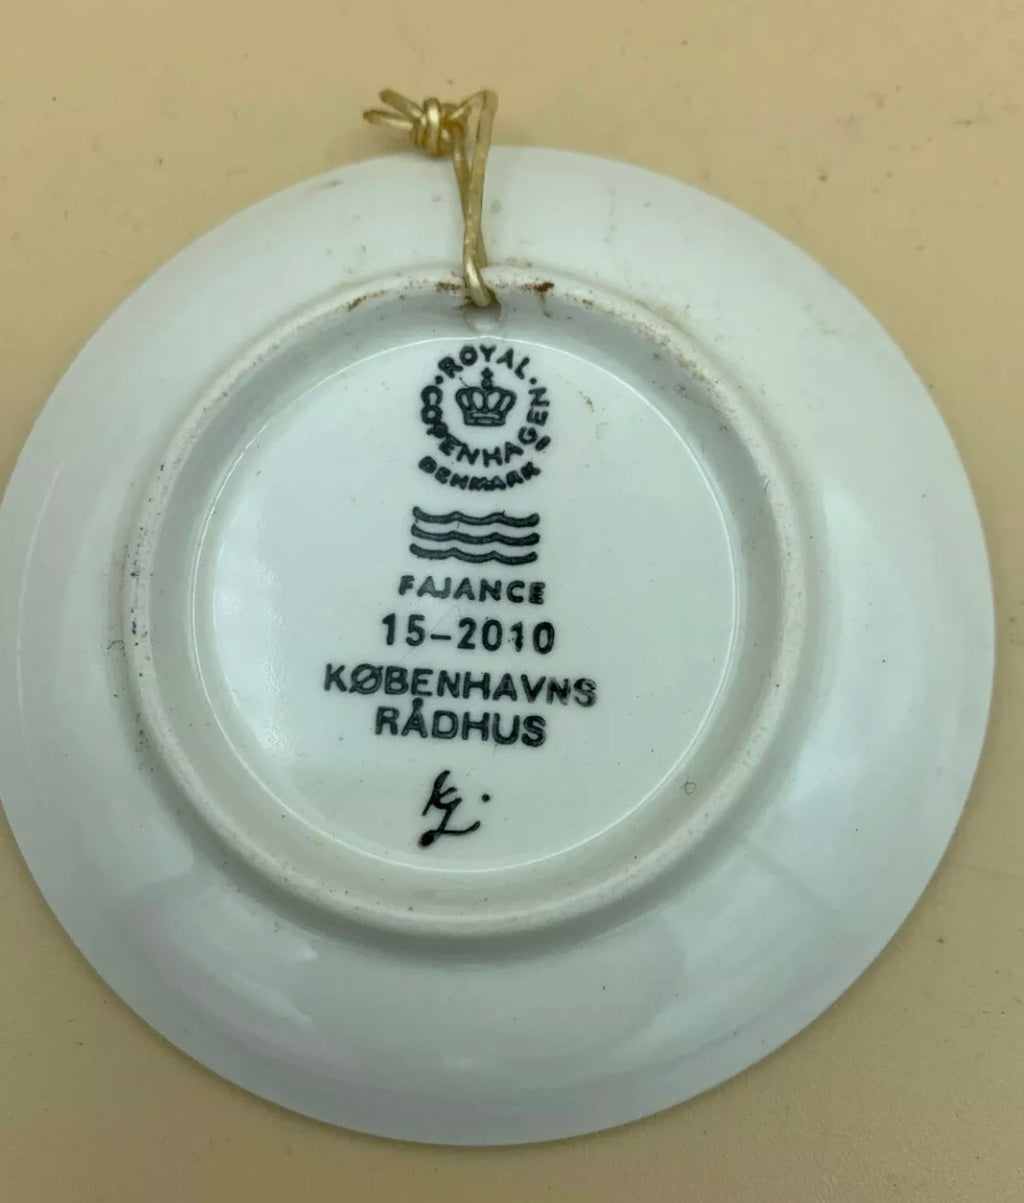 ROYAL
COPENHAGEN
DENMARK
FAJANCE
15-2010
KØBENHAVNS
RÅDHUS